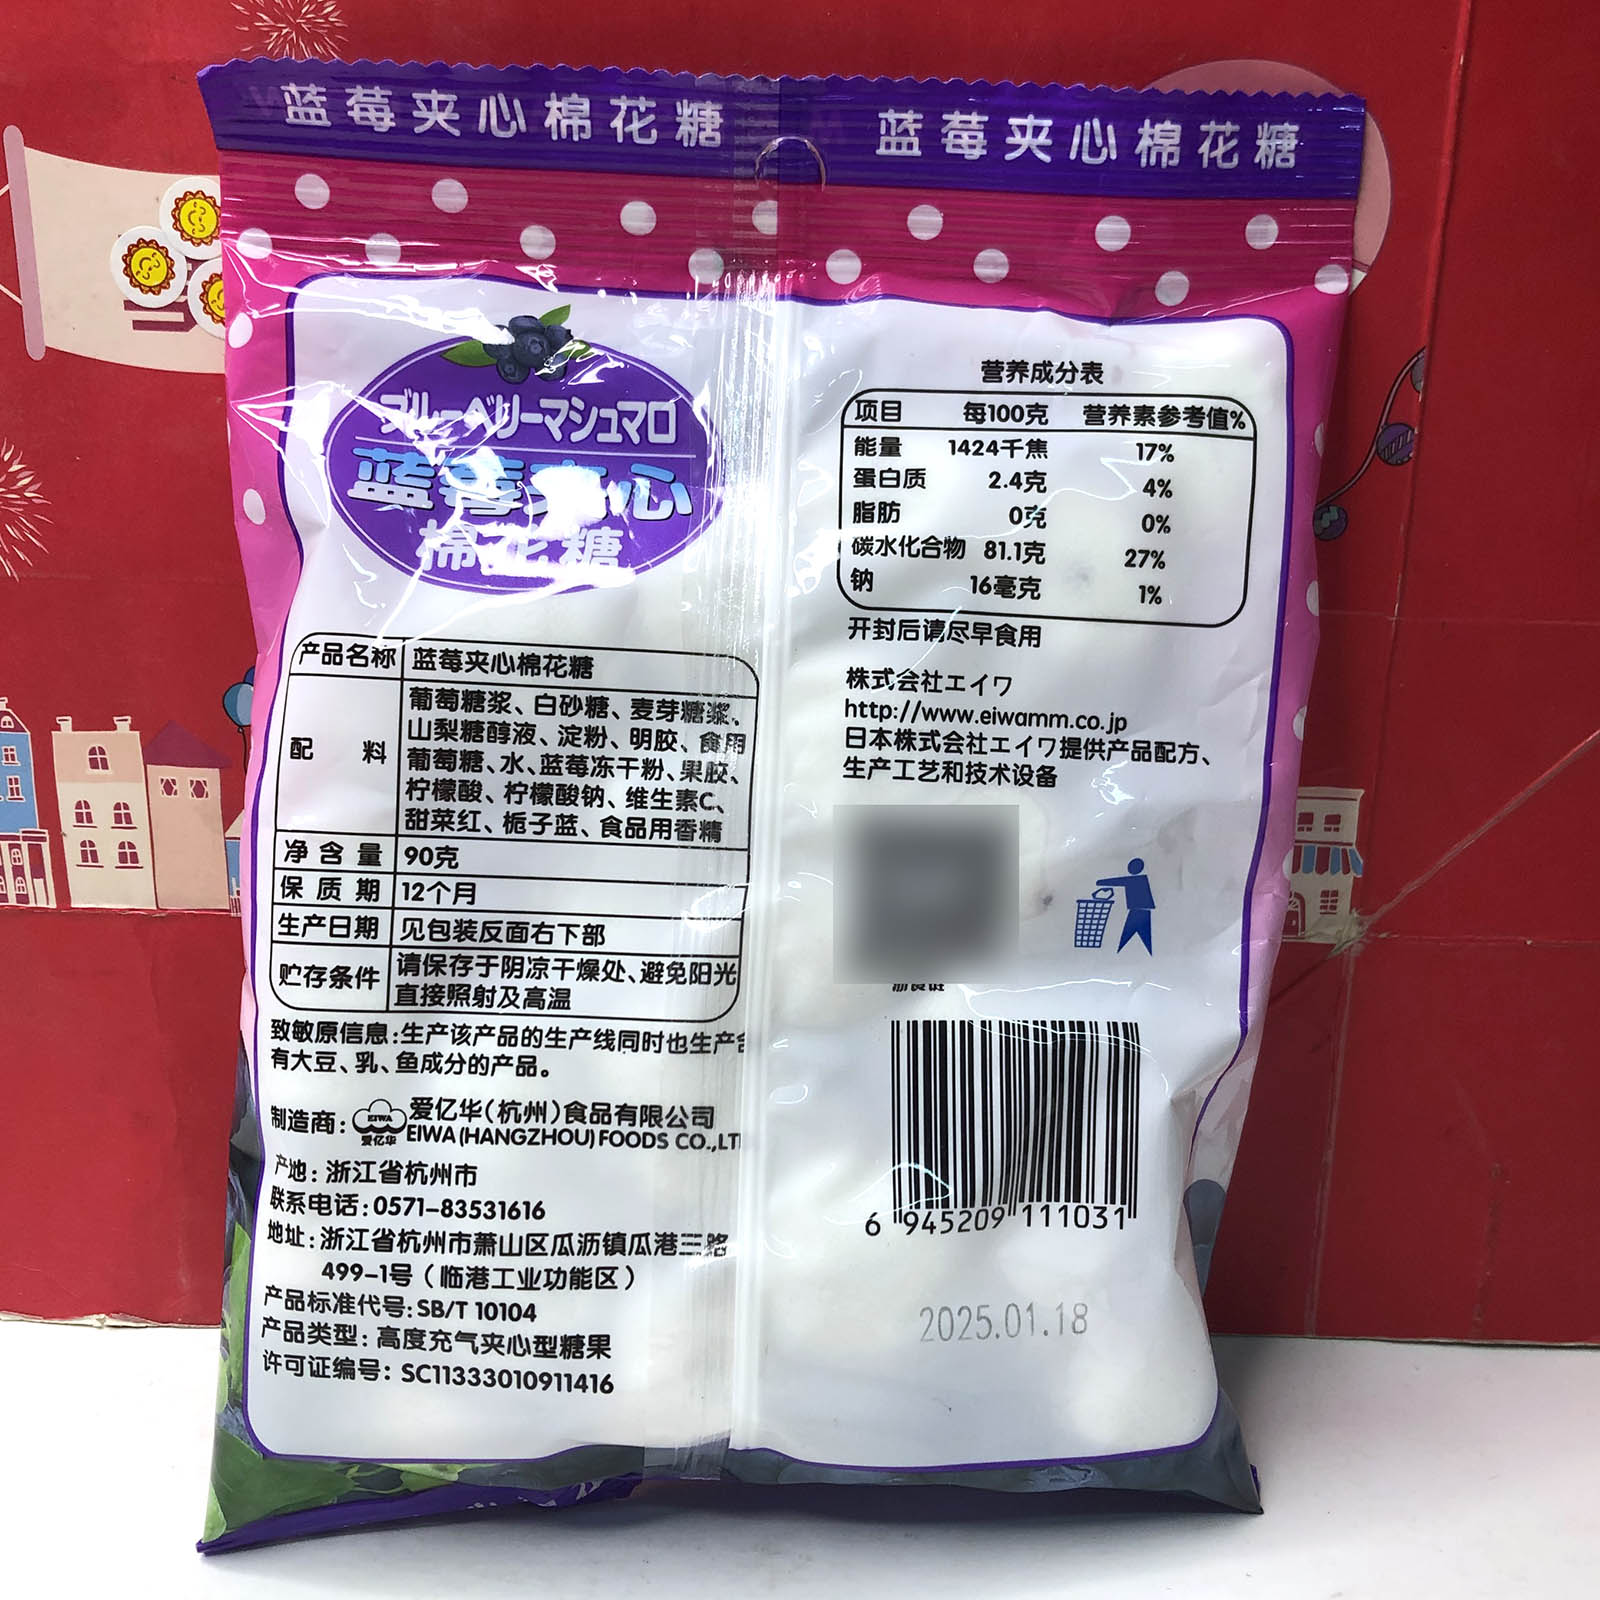 蓝莓夹心棉花糖
蓝莓夹心棉花糖
ブルーベリーマシュマロ
蓝莓夹心
棉花糖
产品名称 蓝莓夹心棉花糖
配料 葡萄糖浆、白砂糖、麦芽糖浆、
山梨糖醇液、淀粉、明胶、食用
葡萄糖、水、蓝莓冻干粉、果胶、
柠檬酸、柠檬酸钠、维生素C、
甜菜红、栀子蓝、食品用香精
净含量 90克
保质期 12个月
生产日期 见包装反面右下部
贮存条件 请保存于阴凉干燥处、避免阳光
直接照射及高温
致敏原信息:生产该产品的生产线同时也生产含
有大豆、乳、鱼成分的产品。
制造商: EIWA 爱亿华 爱亿华(杭州)食品有限公司
EIWA (HANGZHOU) FOODS CO.,LT
产地: 浙江省杭州市
联系电话: 0571-83531616
地址: 浙江省杭州市萧山区瓜沥镇瓜港三路
499-1号(临港工业功能区)
产品标准代号: SB/T 10104
产品类型: 高度充气夹心型糖果
许可证编号: SC11333010911416
营养成分表
项目 每100克 营养素参考值%
能量 1424千焦 17%
蛋白质 2.4克 4%
脂肪 0克 0%
碳水化合物 81.1克 27%
钠 16毫克 1%
开封后请尽早食用
株式会社エイワ
http://www.eiwamm.co.jp
日本株式会社エイワ提供产品配方、
生产工艺和技术设备
6 945209 111031
2025.01.18